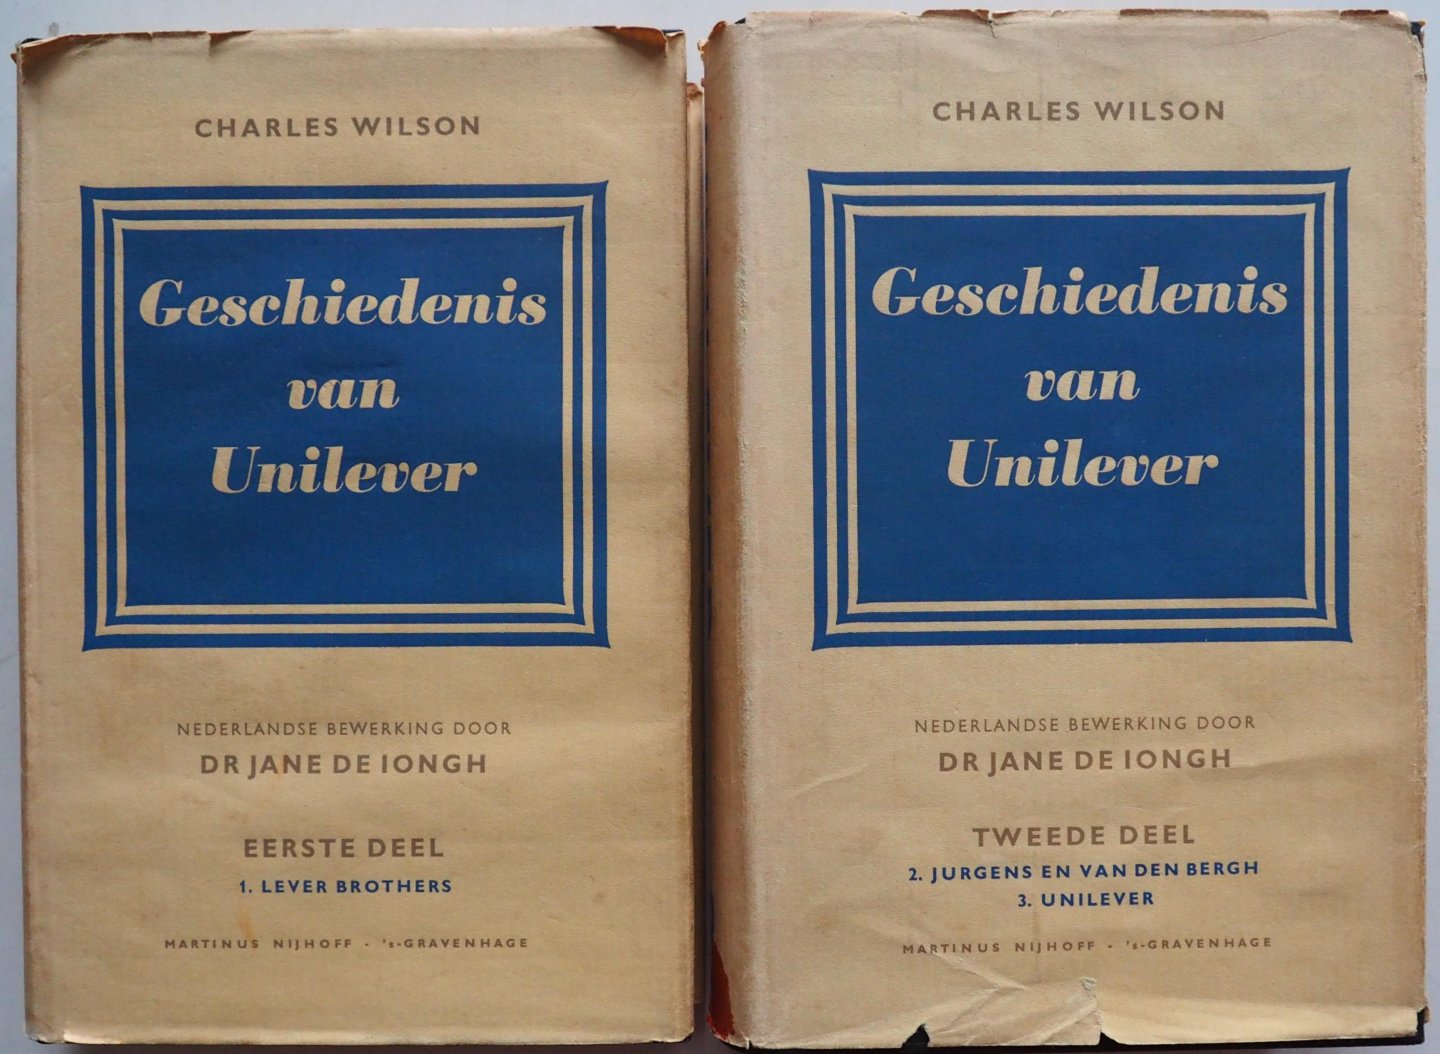 CHARLES WILSON
Geschiedenis
van
Unilever
NEDERLANDSE BEWERKING DOOR
DR JANE DE IONGH
EERSTE DEEL
1. LEVER BROTHERS
MARTINUS NIJHOFF - 's-GRAVENHAGE
CHARLES WILSON
Geschiedenis
van
Unilever
NEDERLANDSE BEWERKING DOOR
DR JANE DE IONGH
TWEEDE DEEL
2. JURGENS EN VAN DEN BERGH
3. UNILEVER
MARTINUS NIJHOFF - 's-GRAVENHAGE